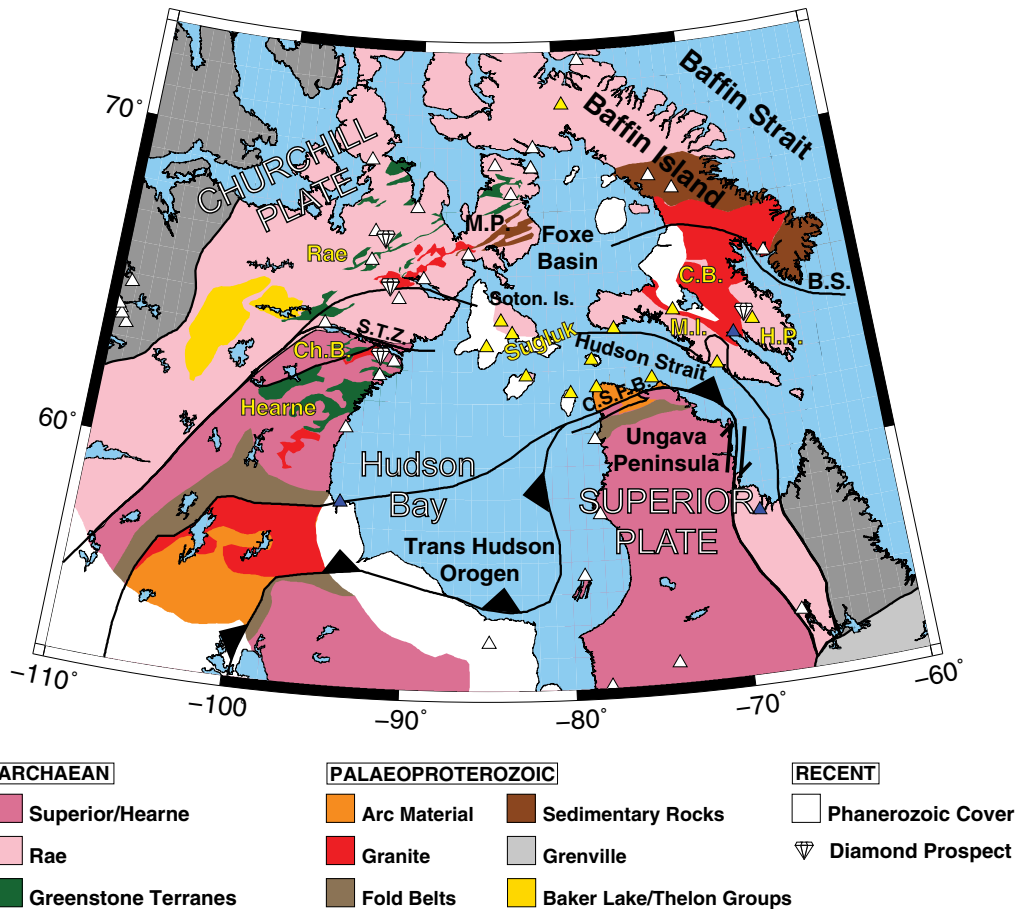 Baffin Strait
Baffin Island
70°
CHURCHILL
PLATE
M.P.
Foxe
Basin
Rae
C.B.
B.S.
Soton. Is.
S.T.Z.
Sugluk
M.I.
H.P.
Ch.B.
Hudson Strait
C.S.P.B.
Hearne
60°
Ungava
Peninsula
Hudson
Bay
SUPERIOR
PLATE
Trans Hudson
Orogen
−110°
−100°
−90°
−80°
−70°
−60°
ARCHAEAN
PALAEOPROTEROZOIC
RECENT
Superior/Hearne
Arc Material
Sedimentary Rocks
Phanerozoic Cover
Rae
Granite
Grenville
Diamond Prospect
Greenstone Terranes
Fold Belts
Baker Lake/Thelon Groups